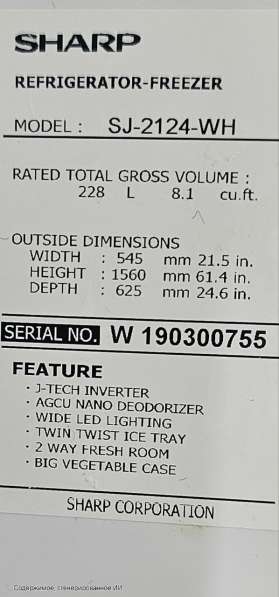 SHARP
REFRIGERATOR-FREEZER
MODEL : SJ-2124-WH
RATED TOTAL GROSS VOLUME :
228 L 8.1 cu.ft.
OUTSIDE DIMENSIONS
WIDTH : 545 mm 21.5 in.
HEIGHT : 1560 mm 61.4 in.
DEPTH : 625 mm 24.6 in.
SERIAL NO. W 190300755
FEATURE
· J-TECH INVERTER
· AGCU NANO DEODORIZER
· WIDE LED LIGHTING
· TWIN TWIST ICE TRAY
· 2 WAY FRESH ROOM
· BIG VEGETABLE CASE
SHARP CORPORATION
Содержимое, сгенерированное ИИ